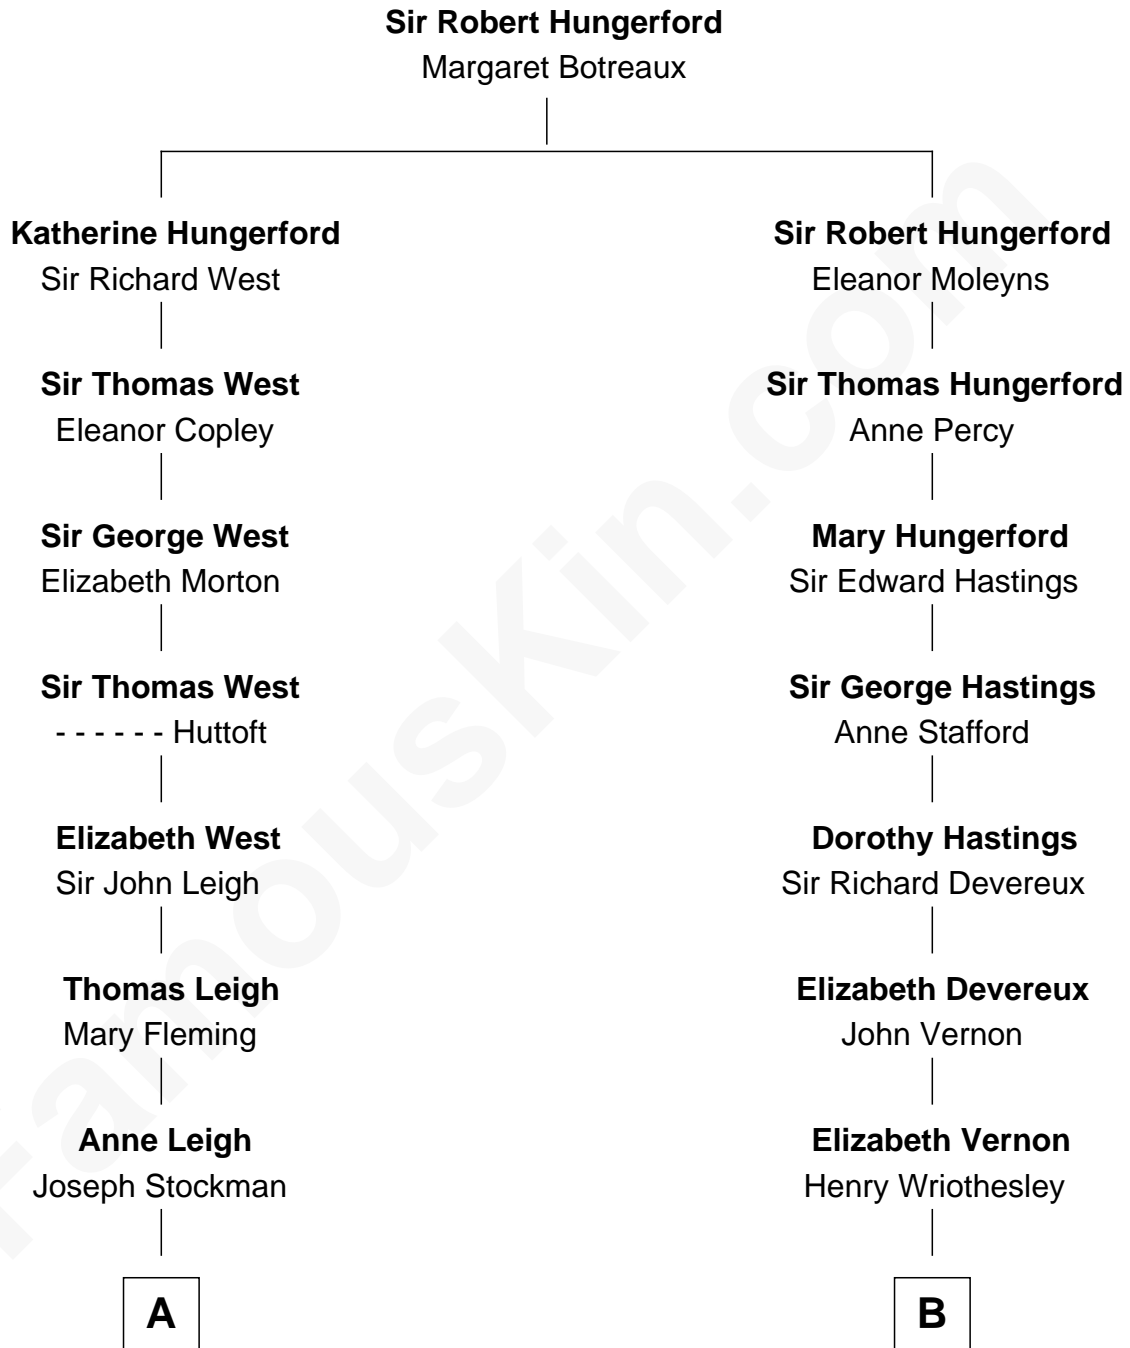 Sir Robert Hungerford
Margaret Botreaux
Katherine Hungerford
Sir Richard West
Sir Robert Hungerford
Eleanor Moleyns
Sir Thomas West
Eleanor Copley
Sir Thomas Hungerford
Anne Percy
Sir George West
Elizabeth Morton
Mary Hungerford
Sir Edward Hastings
Sir Thomas West
- - - - - - Huttoft
Sir George Hastings
Anne Stafford
Elizabeth West
Sir John Leigh
Dorothy Hastings
Sir Richard Devereux
Thomas Leigh
Mary Fleming
Elizabeth Devereux
John Vernon
Anne Leigh
Joseph Stockman
Elizabeth Vernon
Henry Wriothesley
A
B
FamousKin.com